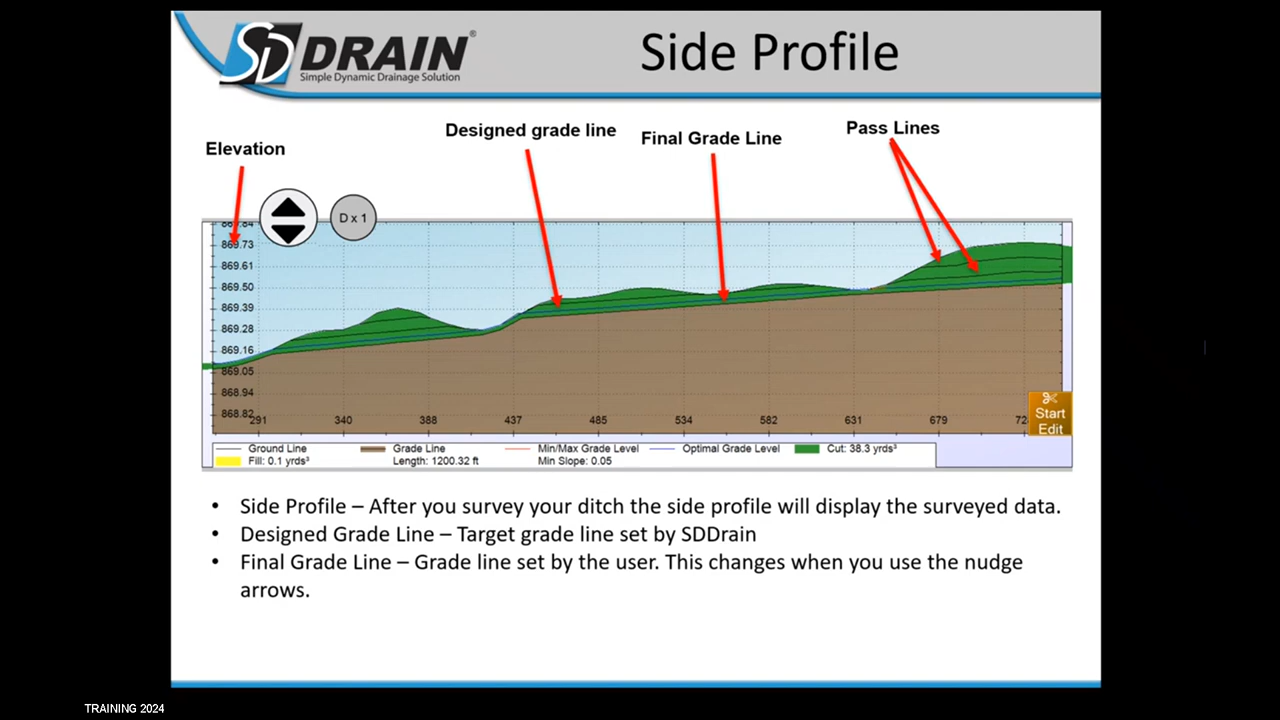 SD DRAIN®
Simple Dynamic Drainage Solution
Side Profile
Elevation
Designed grade line
Final Grade Line
Pass Lines
D x 1
869.73
869.61
869.50
869.39
869.28
869.16
869.05
868.94
868.82
291 340 388 437 485 534 582 631 679
Start
Edit
Ground Line Grade Line Min/Max Grade Level Optimal Grade Level Cut: 38.3 yrds³
Fill: 0.1 yrds³ Length: 1200.32 ft Min Slope: 0.05
• Side Profile – After you survey your ditch the side profile will display the surveyed data.
• Designed Grade Line – Target grade line set by SDDrain
• Final Grade Line – Grade line set by the user. This changes when you use the nudge
arrows.
TRAINING 2024